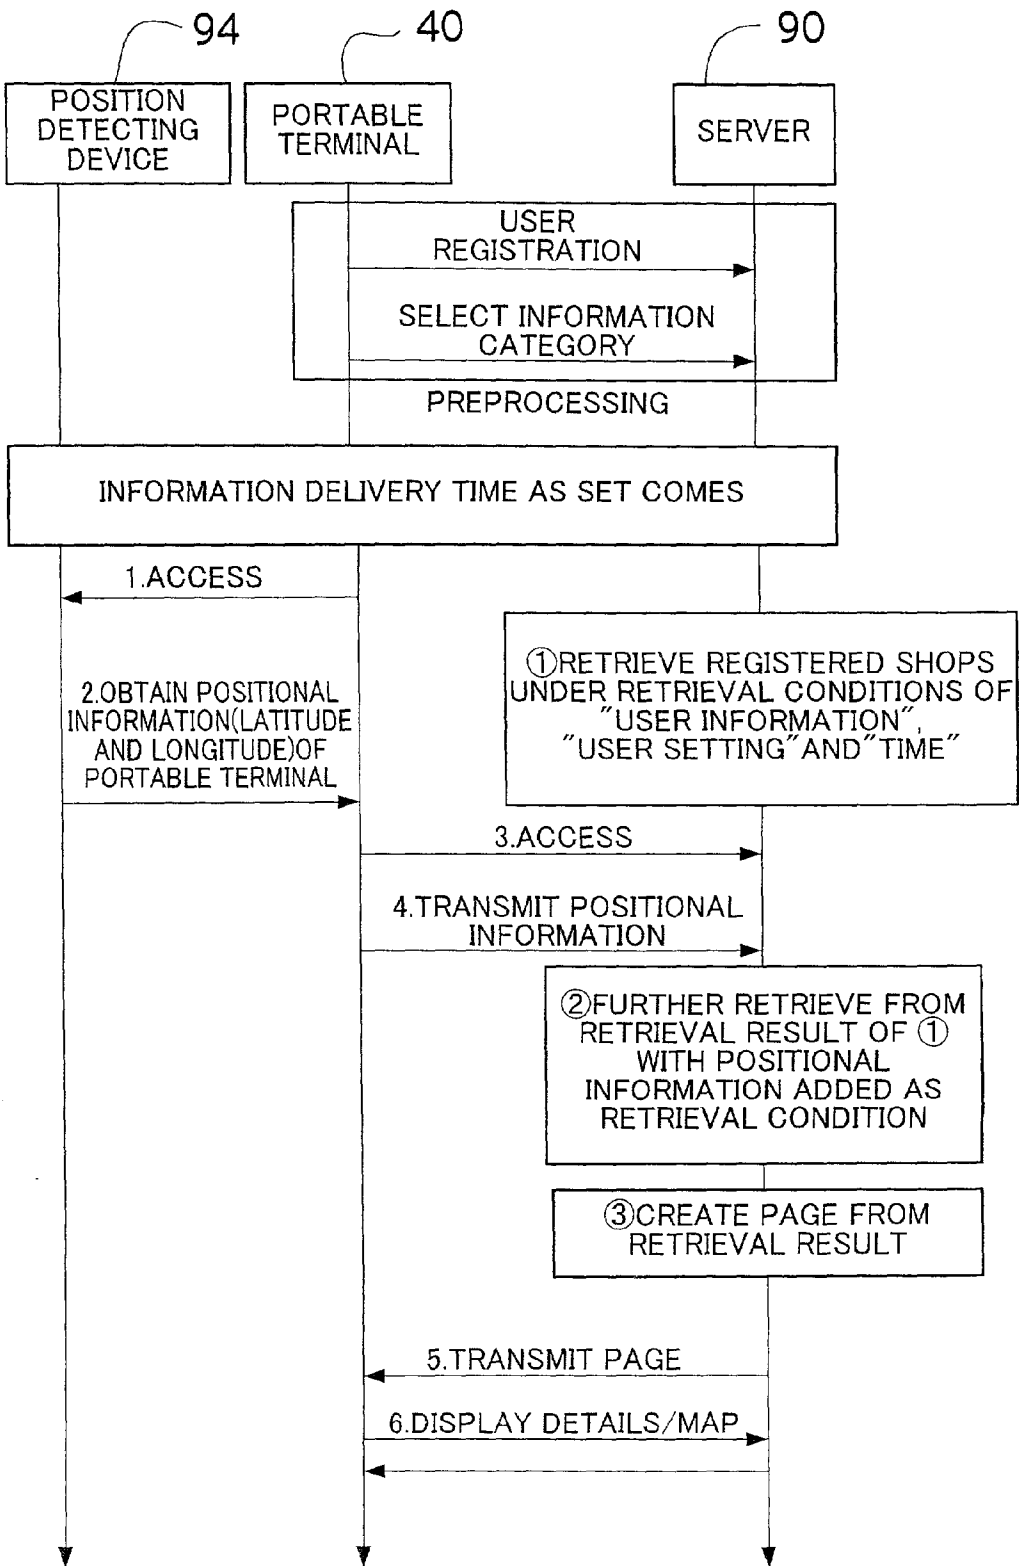 94
40
90
POSITION
DETECTING
DEVICE
PORTABLE
TERMINAL
SERVER
USER
REGISTRATION
SELECT INFORMATION
CATEGORY
PREPROCESSING
INFORMATION DELIVERY TIME AS SET COMES
1.ACCESS
①RETRIEVE REGISTERED SHOPS
UNDER RETRIEVAL CONDITIONS OF
"USER INFORMATION",
"USER SETTING"AND"TIME"
2.OBTAIN POSITIONAL
INFORMATION(LATITUDE
AND LONGITUDE)OF
PORTABLE TERMINAL
3.ACCESS
4.TRANSMIT POSITIONAL
INFORMATION
②FURTHER RETRIEVE FROM
RETRIEVAL RESULT OF ①
WITH POSITIONAL
INFORMATION ADDED AS
RETRIEVAL CONDITION
③CREATE PAGE FROM
RETRIEVAL RESULT
5.TRANSMIT PAGE
6.DISPLAY DETAILS/MAP